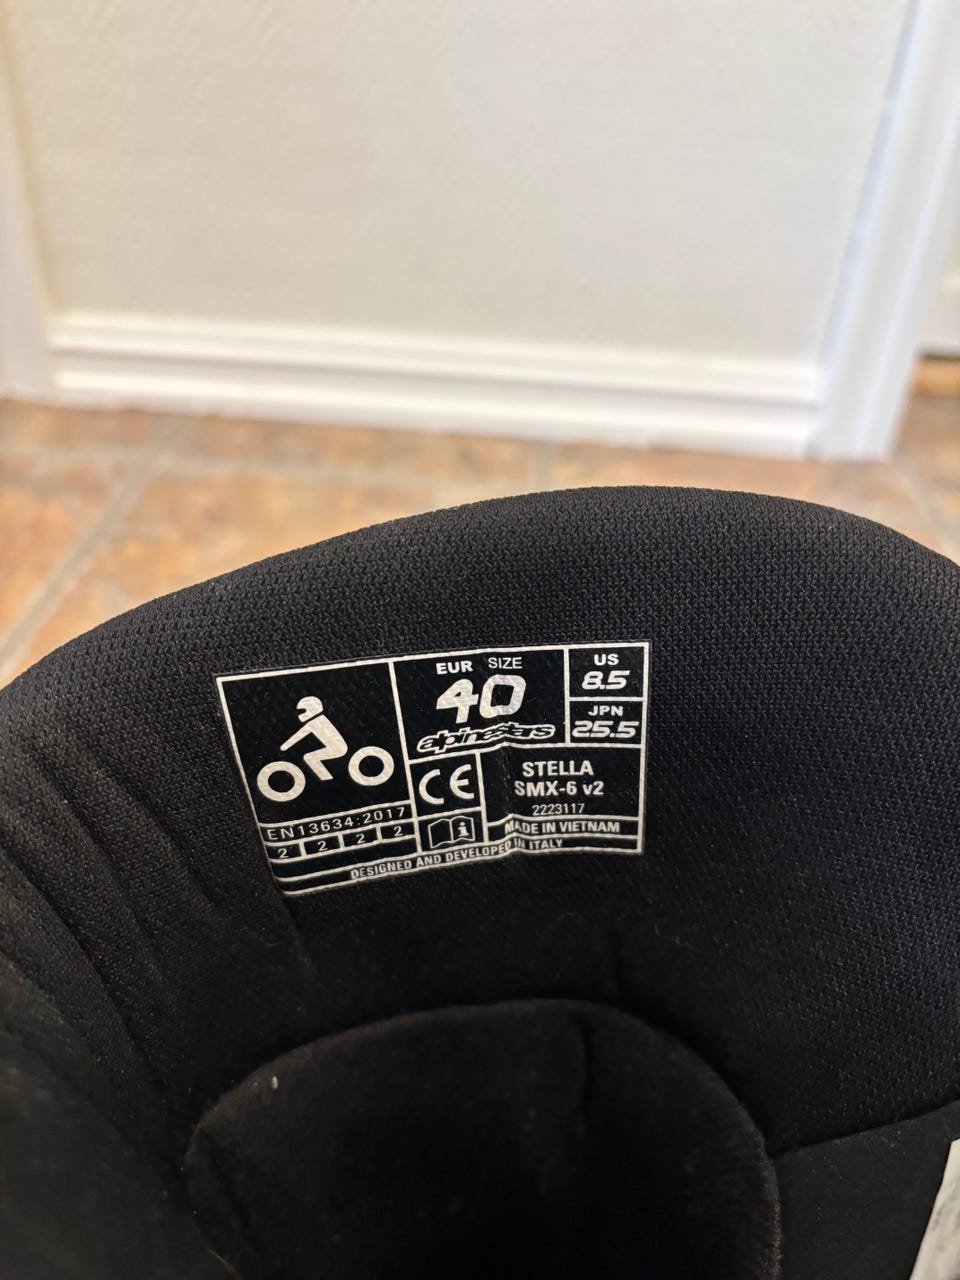 EUR SIZE
40
alpinestars
US
8.5
JPN
25.5
CE
STELLA
SMX-6 v2
2223117
EN13634:2017
2 2 2 2
i
MADE IN VIETNAM
DESIGNED AND DEVELOPED IN ITALY